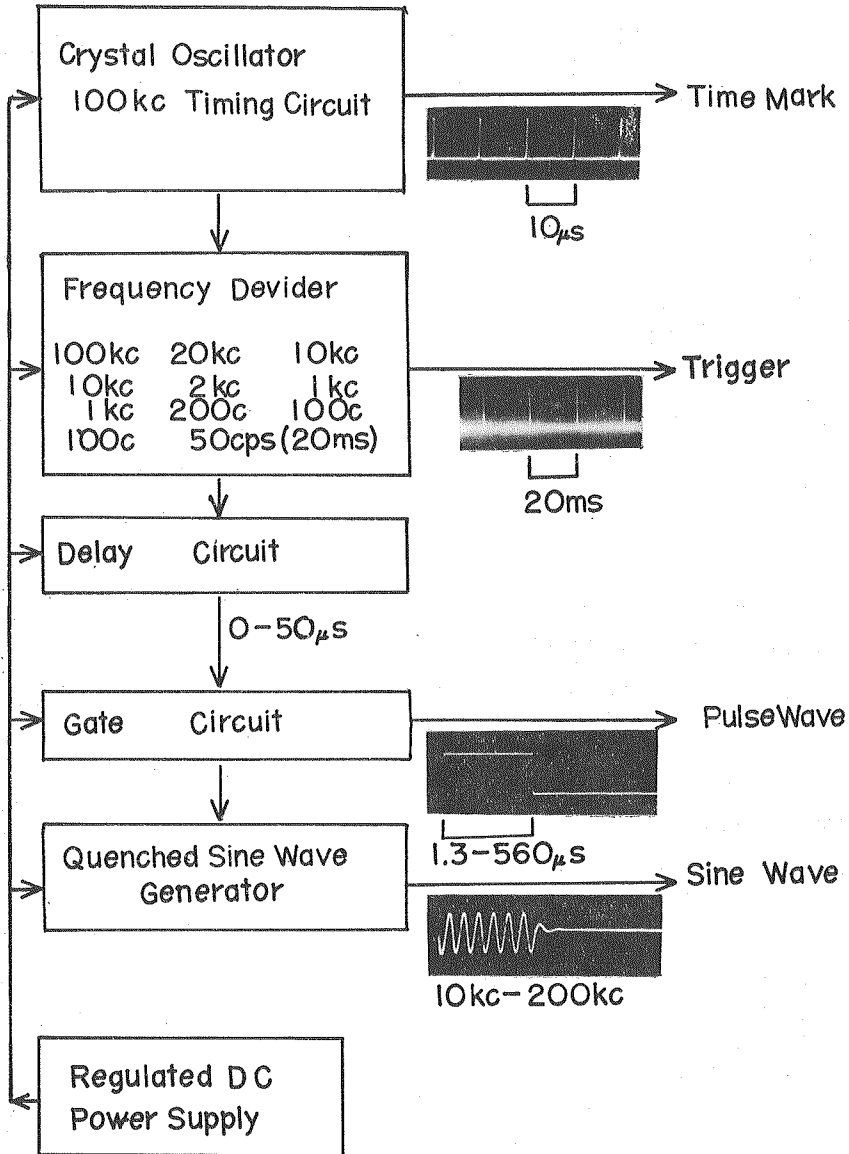 Crystal Oscillator
100kc Timing Circuit
Time Mark
10μs
Frequency Devider
100kc 20kc 10kc
10kc 2kc 1kc
1kc 200c 100c
100c 50cps (20ms)
Trigger
20ms
Delay Circuit
0-50μs
Gate Circuit
Pulse Wave
1.3-560μs
Quenched Sine Wave
Generator
Sine Wave
10kc-200kc
Regulated DC
Power Supply